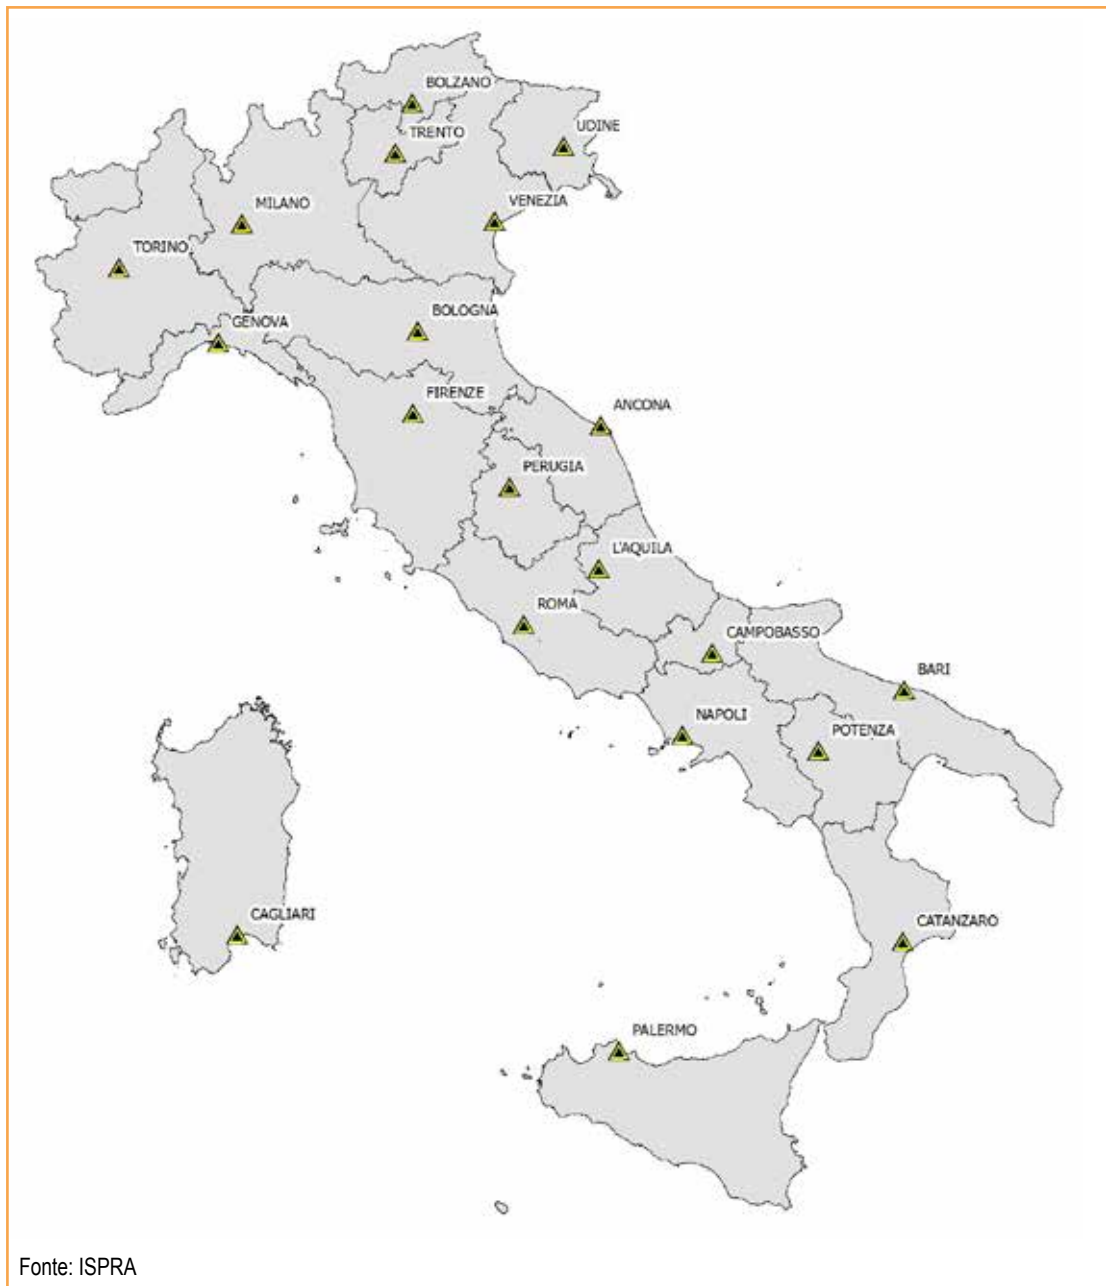 BOLZANO
TRENTO
UDINE
MILANO
VENEZIA
TORINO
BOLOGNA
GENOVA
FIRENZE
ANCONA
PERUGIA
L'AQUILA
ROMA
CAMPOBASSO
BARI
NAPOLI
POTENZA
CAGLIARI
CATANZARO
PALERMO
Fonte: ISPRA